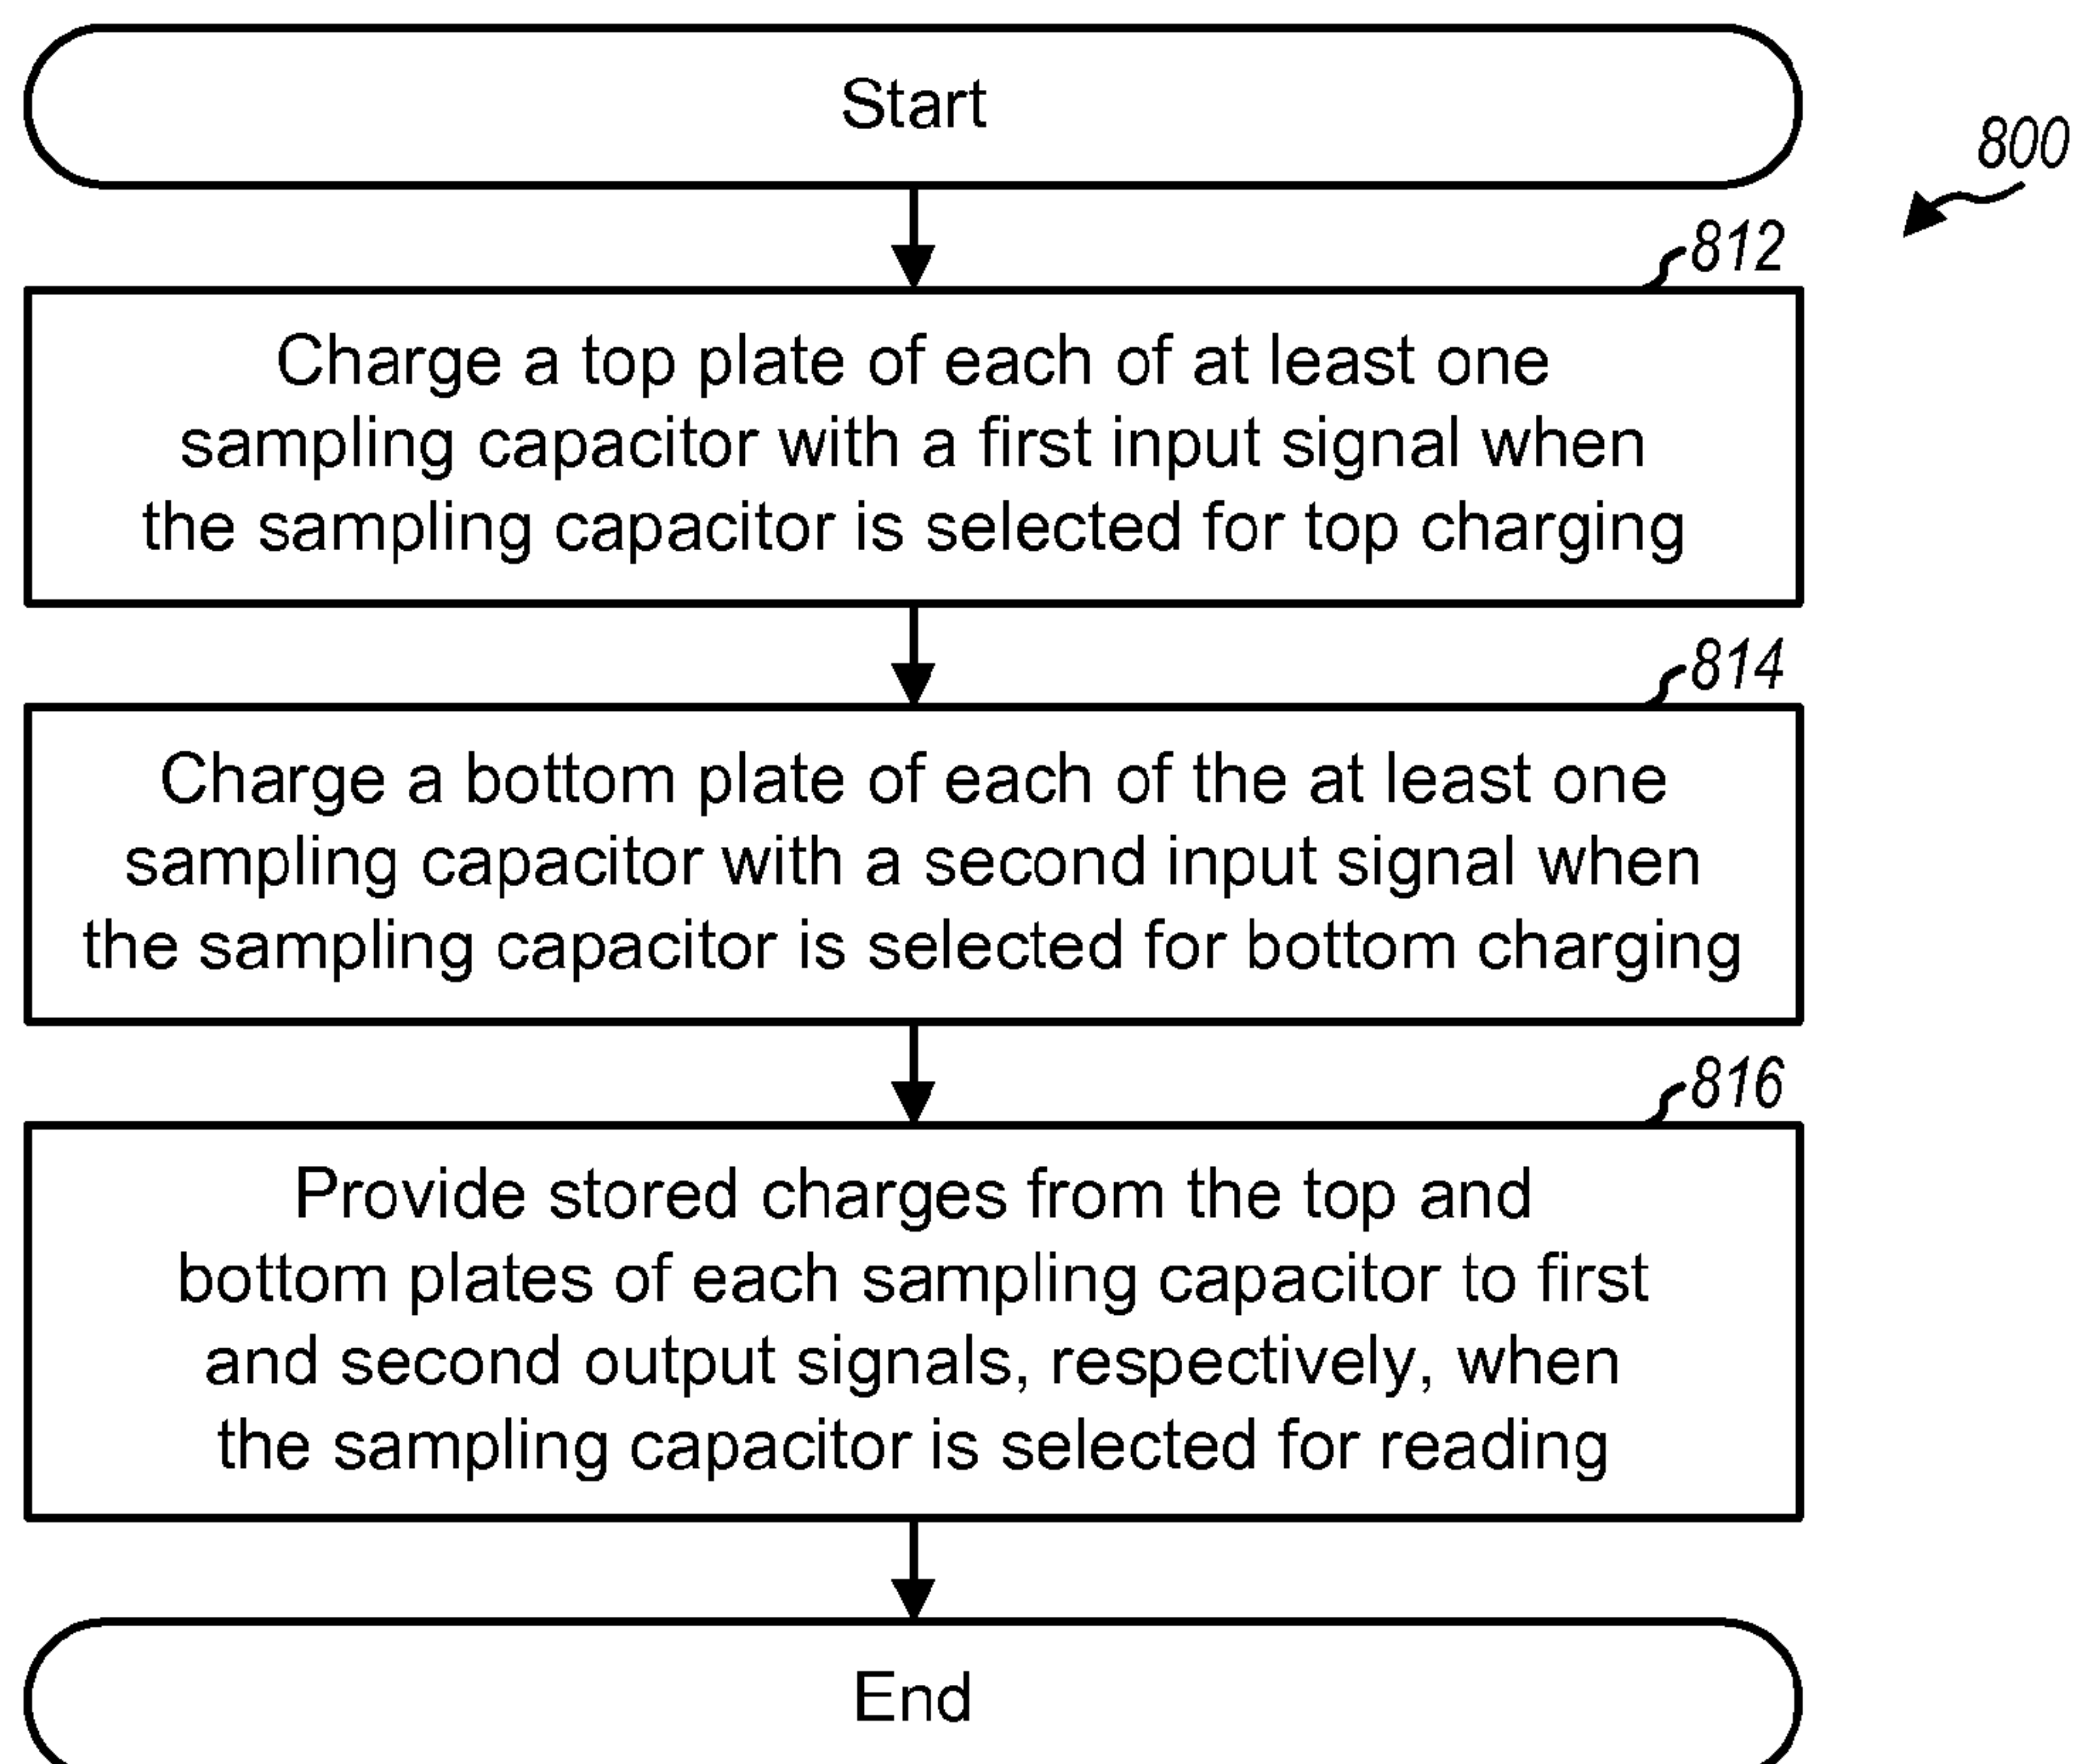 Start
800
812
Charge a top plate of each of at least one
sampling capacitor with a first input signal when
the sampling capacitor is selected for top charging
814
Charge a bottom plate of each of the at least one
sampling capacitor with a second input signal when
the sampling capacitor is selected for bottom charging
816
Provide stored charges from the top and
bottom plates of each sampling capacitor to first
and second output signals, respectively, when
the sampling capacitor is selected for reading
End